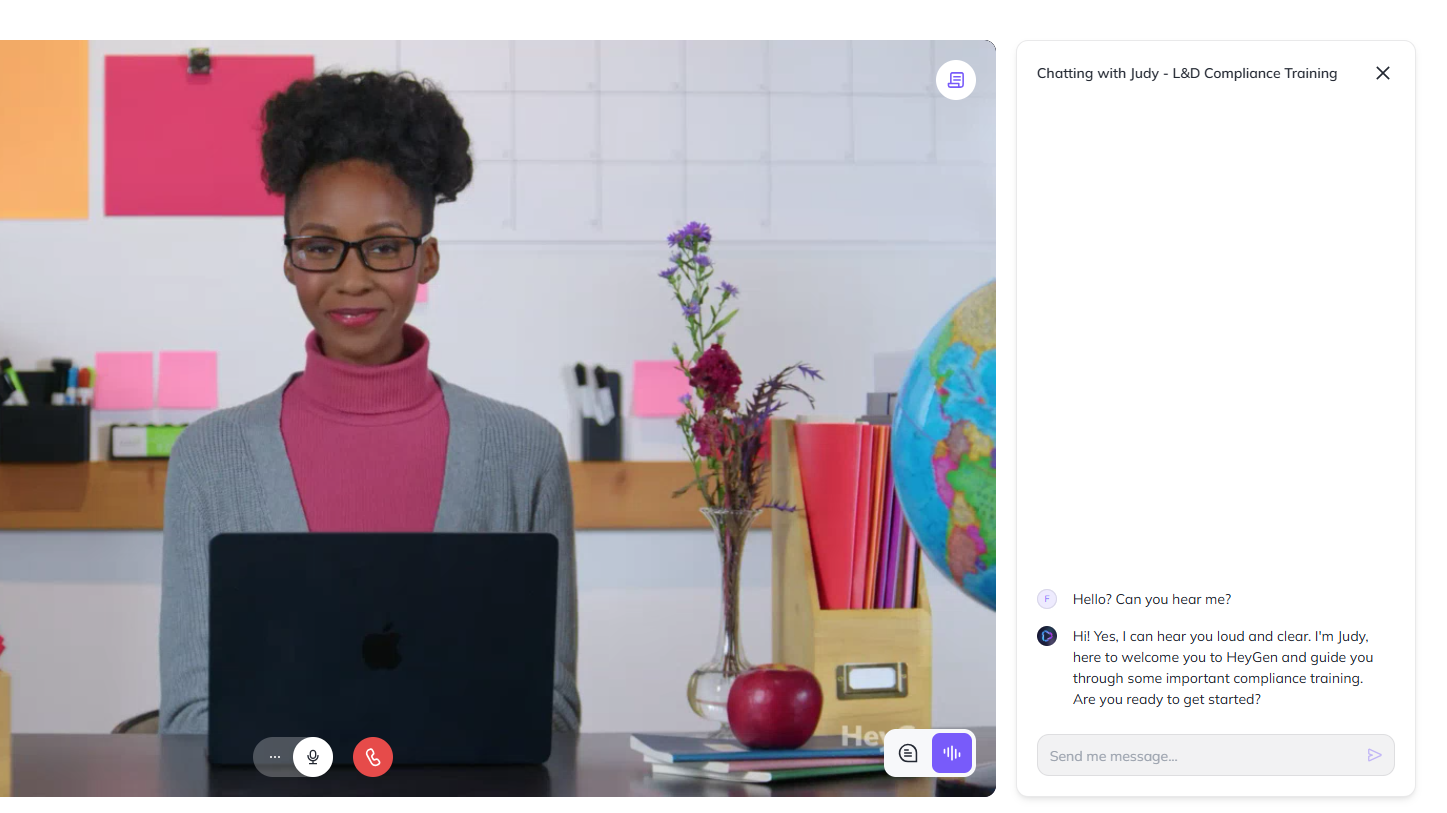 Chatting with Judy - L&D Compliance Training
F
Hello? Can you hear me?
Hi! Yes, I can hear you loud and clear. I'm Judy,
here to welcome you to HeyGen and guide you
through some important compliance training.
Are you ready to get started?
Send me message...